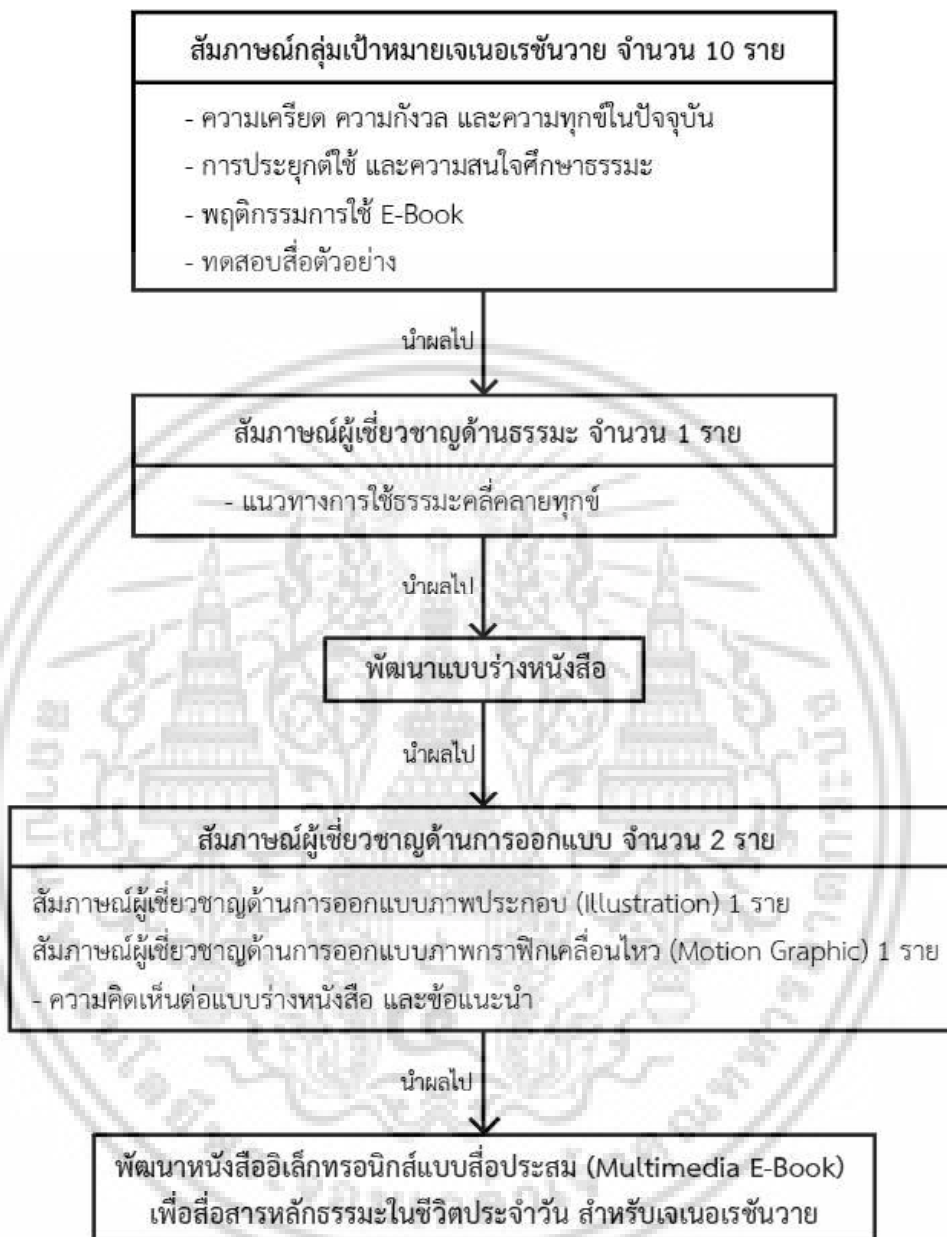 สัมภาษณ์กลุ่มเป้าหมายเจเนอเรชันวาย จำนวน 10 ราย
- ความเครียด ความกังวล และความทุกข์ในปัจจุบัน
- การประยุกต์ใช้ และความสนใจศึกษาธรรมะ
- พฤติกรรมการใช้ E-Book
- ทดสอบสื่อตัวอย่าง
นำผลไป
สัมภาษณ์ผู้เชี่ยวชาญด้านธรรมะ จำนวน 1 ราย
- แนวทางการใช้ธรรมะคลี่คลายทุกข์
นำผลไป
พัฒนาแบบร่างหนังสือ
นำผลไป
สัมภาษณ์ผู้เชี่ยวชาญด้านการออกแบบ จำนวน 2 ราย
สัมภาษณ์ผู้เชี่ยวชาญด้านการออกแบบภาพประกอบ (Illustration) 1 ราย
สัมภาษณ์ผู้เชี่ยวชาญด้านการออกแบบภาพกราฟิกเคลื่อนไหว (Motion Graphic) 1 ราย
- ความคิดเห็นต่อแบบร่างหนังสือ และข้อแนะนำ
นำผลไป
พัฒนาหนังสืออิเล็กทรอนิกส์แบบสื่อประสม (Multimedia E-Book)
เพื่อสื่อสารหลักธรรมะในชีวิตประจำวัน สำหรับเจเนอเรชันวาย